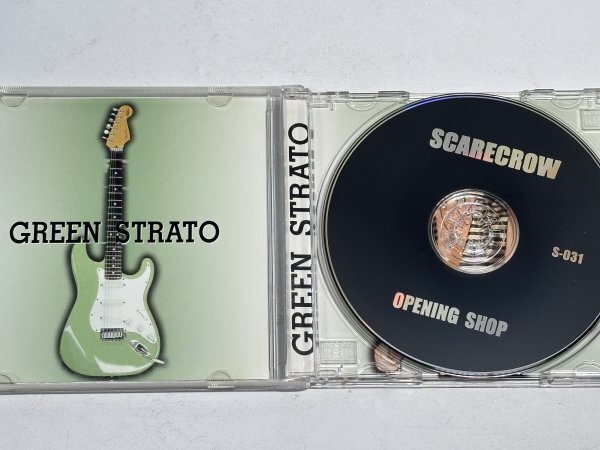 GREEN STRATO
GREEN STRATO
SCARECROW
S-031
OPENING SHOP